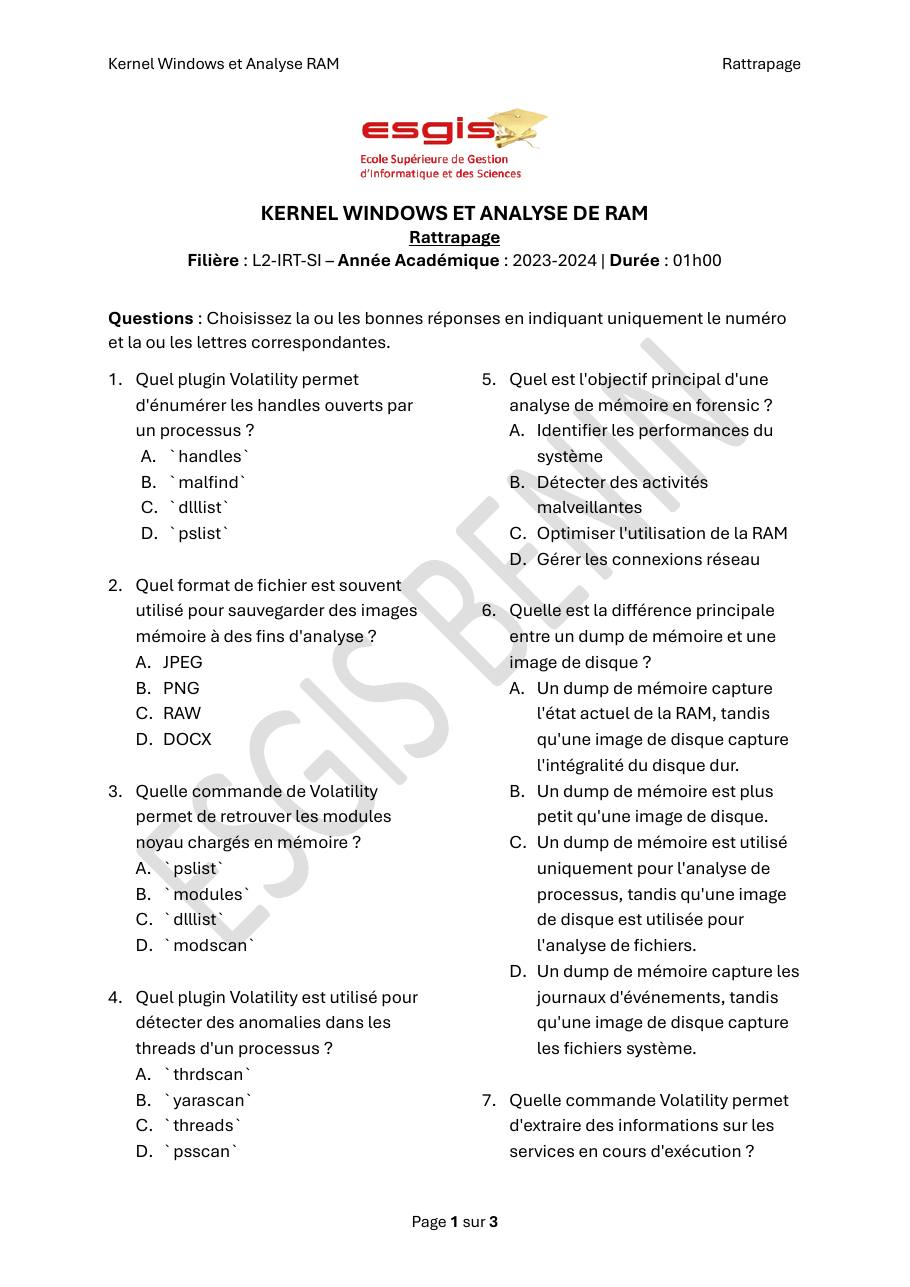 Kernel Windows et Analyse RAM Rattrapage
esgis
Ecole Supérieure de Gestion
d'Informatique et des Sciences
KERNEL WINDOWS ET ANALYSE DE RAM
Rattrapage
Filière : L2-IRT-SI – Année Académique : 2023-2024 | Durée : 01h00
Questions : Choisissez la ou les bonnes réponses en indiquant uniquement le numéro
et la ou les lettres correspondantes.
1. Quel plugin Volatility permet
d'énumérer les handles ouverts par
un processus ?
A. `handles`
B. `malfind`
C. `dlllist`
D. `pslist`
2. Quel format de fichier est souvent
utilisé pour sauvegarder des images
mémoire à des fins d'analyse ?
A. JPEG
B. PNG
C. RAW
D. DOCX
3. Quelle commande de Volatility
permet de retrouver les modules
noyau chargés en mémoire ?
A. `pslist`
B. `modules`
C. `dlllist`
D. `modscan`
4. Quel plugin Volatility est utilisé pour
détecter des anomalies dans les
threads d'un processus ?
A. `thrdscan`
B. `yarascan`
C. `threads`
D. `psscan`
5. Quel est l'objectif principal d'une
analyse de mémoire en forensic ?
A. Identifier les performances du
système
B. Détecter des activités
malveillantes
C. Optimiser l'utilisation de la RAM
D. Gérer les connexions réseau
6. Quelle est la différence principale
entre un dump de mémoire et une
image de disque ?
A. Un dump de mémoire capture
l'état actuel de la RAM, tandis
qu'une image de disque capture
l'intégralité du disque dur.
B. Un dump de mémoire est plus
petit qu'une image de disque.
C. Un dump de mémoire est utilisé
uniquement pour l'analyse de
processus, tandis qu'une image
de disque est utilisée pour
l'analyse de fichiers.
D. Un dump de mémoire capture les
journaux d'événements, tandis
qu'une image de disque capture
les fichiers système.
7. Quelle commande Volatility permet
d'extraire des informations sur les
services en cours d'exécution ?
ESGIS BENIN
Page 1 sur 3